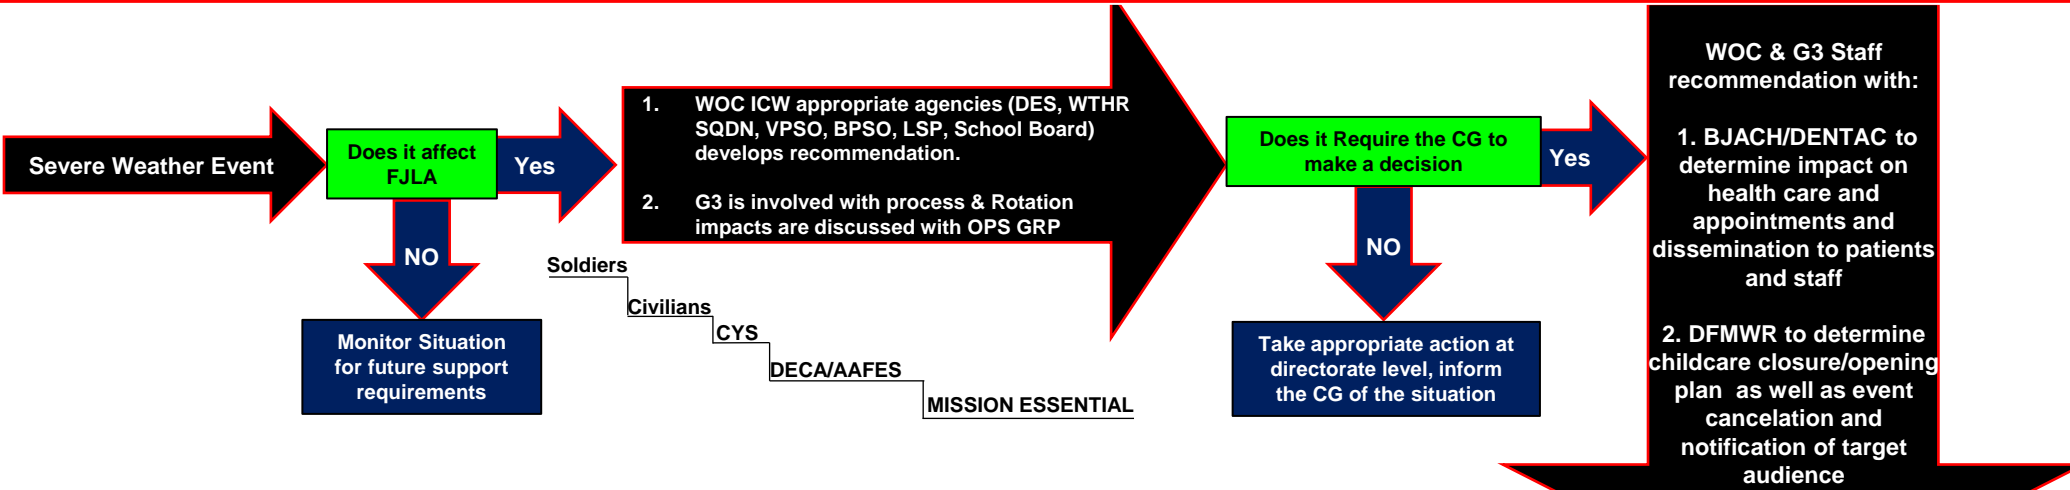 Severe Weather Event
Does it affect
FJLA
Yes
NO
Monitor Situation
for future support
requirements
1. WOC ICW appropriate agencies (DES, WTHR
SQDN, VPSO, BPSO, LSP, School Board)
develops recommendation.
2. G3 is involved with process & Rotation
impacts are discussed with OPS GRP
Soldiers
Civilians
CYS
DECA/AAFES
MISSION ESSENTIAL
Does it Require the CG to
make a decision
Yes
NO
Take appropriate action at
directorate level, inform
the CG of the situation
WOC & G3 Staff
recommendation with:
1. BJACH/DENTAC to
determine impact on
health care and
appointments and
dissemination to patients
and staff
2. DFMWR to determine
childcare closure/opening
plan as well as event
cancelation and
notification of target
audience